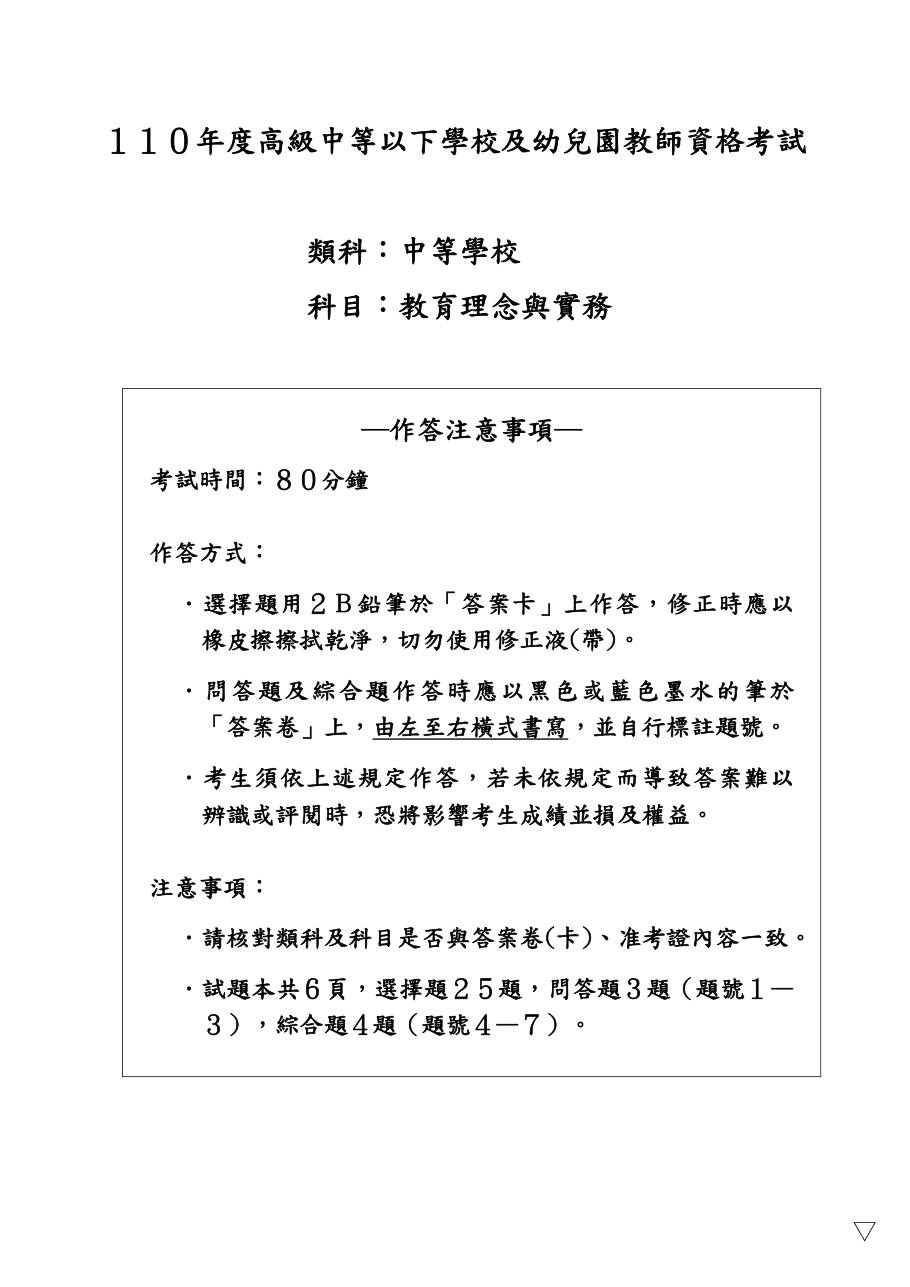 １１０年度高級中等以下學校及幼兒園教師資格考試
類科：中等學校
科目：教育理念與實務
—作答注意事項—
考試時間：８０分鐘
作答方式：
．選擇題用２Ｂ鉛筆於「答案卡」上作答，修正時應以
橡皮擦擦拭乾淨，切勿使用修正液(帶)。
．問答題及綜合題作答時應以黑色或藍色墨水的筆於
「答案卷」上，由左至右橫式書寫，並自行標註題號。
．考生須依上述規定作答，若未依規定而導致答案難以
辨識或評閱時，恐將影響考生成績並損及權益。
注意事項：
．請核對類科及科目是否與答案卷(卡)、准考證內容一致。
．試題本共６頁，選擇題２５題，問答題３題（題號１－
３），綜合題４題（題號４－７）。